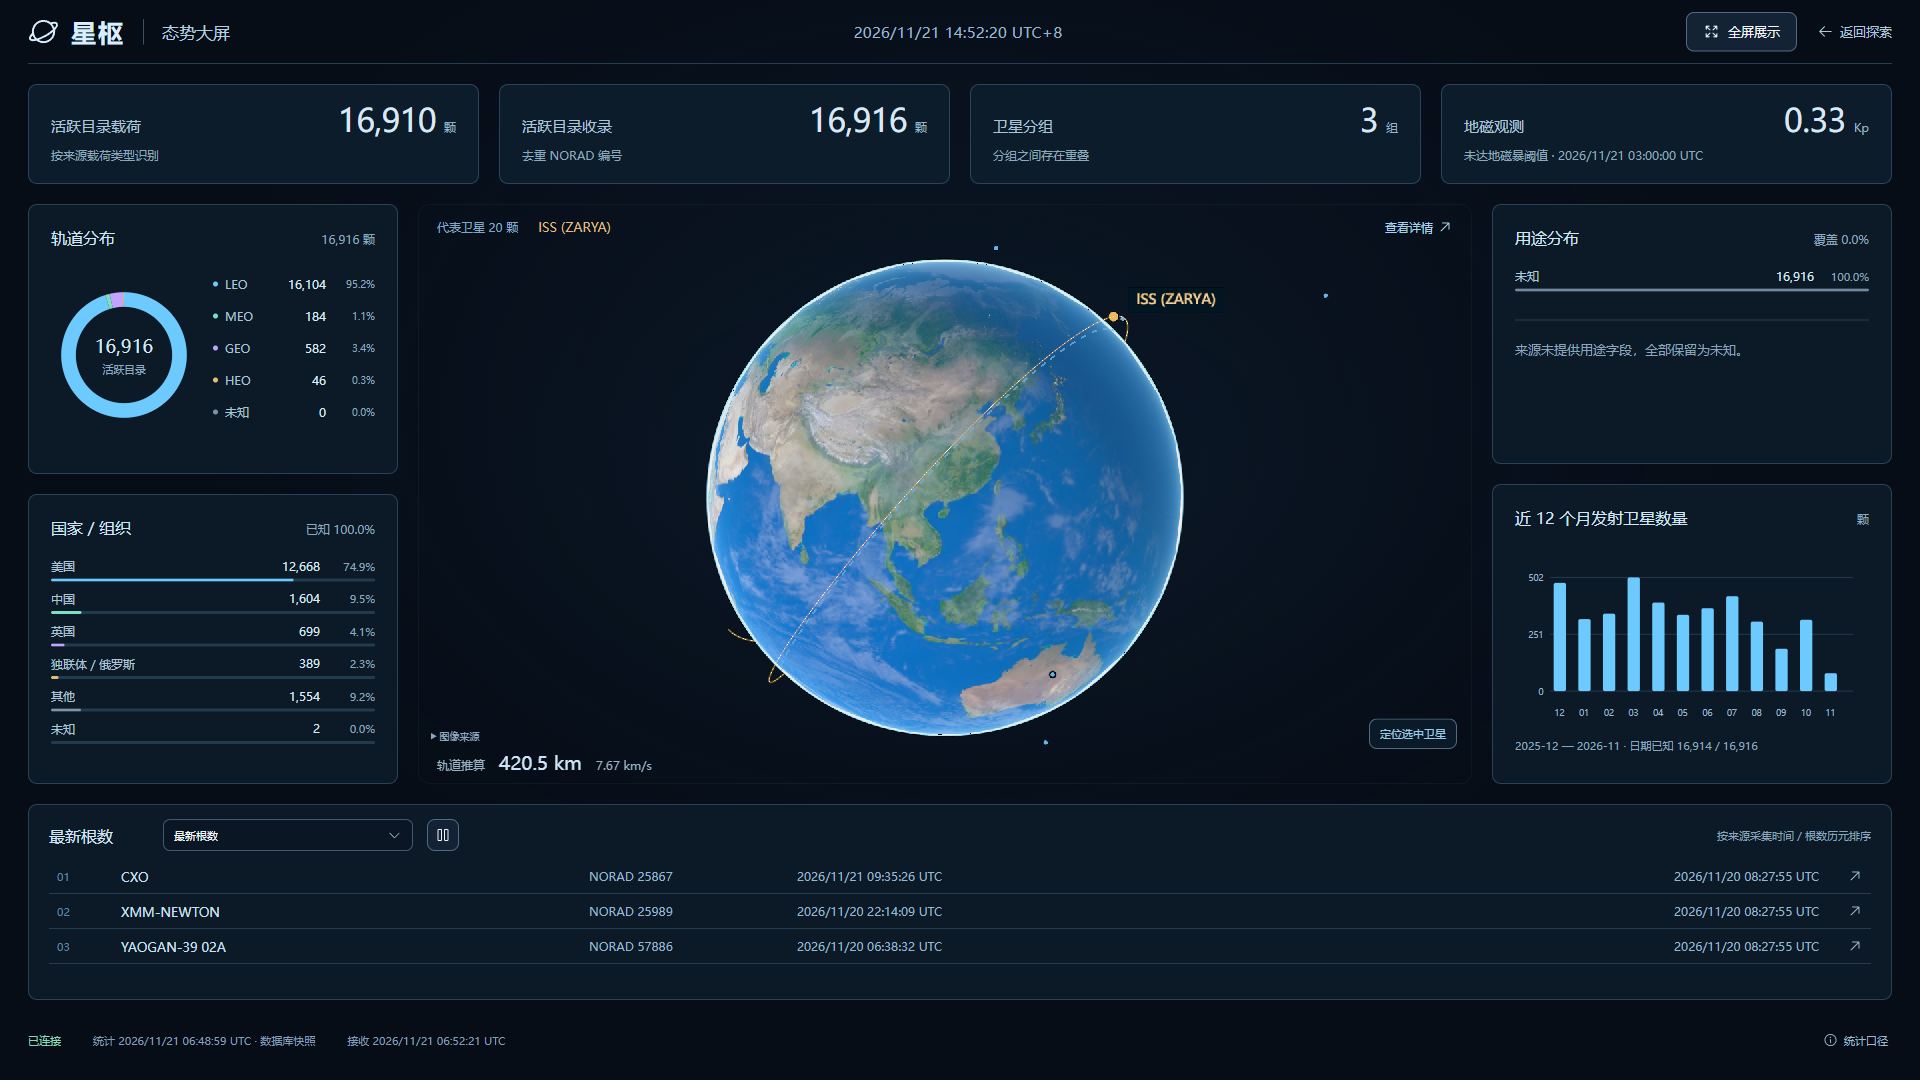 星枢 态势大屏 2026/11/21 14:52:20 UTC+8 全屏展示 返回探索
活跃目录载荷 16,910 颗
按来源载荷类型识别
活跃目录收录 16,916 颗
去重 NORAD 编号
卫星分组 3 组
分组之间存在重叠
地磁观测 0.33 Kp
未达地磁暴阈值 · 2026/11/21 03:00:00 UTC
轨道分布 16,916 颗
16,916
活跃目录
LEO 16,104 95.2%
MEO 184 1.1%
GEO 582 3.4%
HEO 46 0.3%
未知 0 0.0%
国家 / 组织 已知 100.0%
美国 12,668 74.9%
中国 1,604 9.5%
英国 699 4.1%
独联体 / 俄罗斯 389 2.3%
其他 1,554 9.2%
未知 2 0.0%
代表卫星 20 颗 ISS (ZARYA) 查看详情
ISS (ZARYA)
图像来源
轨道推算 420.5 km 7.67 km/s
定位选中卫星
用途分布 覆盖 0.0%
未知 16,916 100.0%
来源未提供用途字段，全部保留为未知。
近 12 个月发射卫星数量 颗
502
251
0
12 01 02 03 04 05 06 07 08 09 10 11
2025-12 — 2026-11 · 日期已知 16,914 / 16,916
最新根数 最新根数 按来源采集时间 / 根数历元排序
01 CXO NORAD 25867 2026/11/21 09:35:26 UTC 2026/11/20 08:27:55 UTC
02 XMM-NEWTON NORAD 25989 2026/11/20 22:14:09 UTC 2026/11/20 08:27:55 UTC
03 YAOGAN-39 02A NORAD 57886 2026/11/20 06:38:32 UTC 2026/11/20 08:27:55 UTC
已连接 统计 2026/11/21 06:48:59 UTC · 数据库快照 接收 2026/11/21 06:52:21 UTC 统计口径